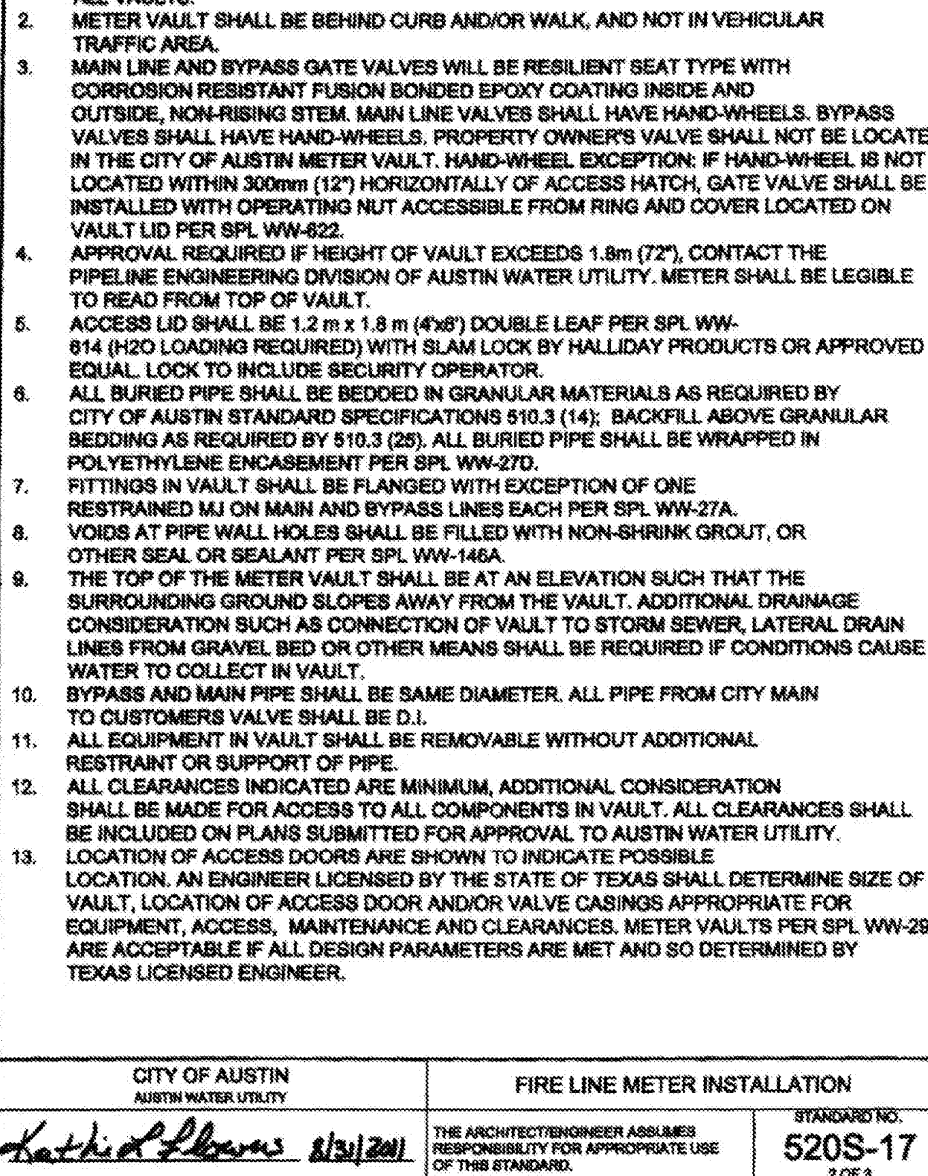 ALL VAULTS.
2. METER VAULT SHALL BE BEHIND CURB AND/OR WALK, AND NOT IN VEHICULAR
TRAFFIC AREA.
3. MAIN LINE AND BYPASS GATE VALVES WILL BE RESILIENT SEAT TYPE WITH
CORROSION RESISTANT FUSION BONDED EPOXY COATING INSIDE AND
OUTSIDE, NON-RISING STEM. MAIN LINE VALVES SHALL HAVE HAND-WHEELS. BYPASS
VALVES SHALL HAVE HAND-WHEELS. PROPERTY OWNER'S VALVE SHALL NOT BE LOCATE
IN THE CITY OF AUSTIN METER VAULT. HAND-WHEEL EXCEPTION: IF HAND-WHEEL IS NOT
LOCATED WITHIN 300mm (12") HORIZONTALLY OF ACCESS HATCH, GATE VALVE SHALL BE
INSTALLED WITH OPERATING NUT ACCESSIBLE FROM RING AND COVER LOCATED ON
VAULT LID PER SPL WW-622.
4. APPROVAL REQUIRED IF HEIGHT OF VAULT EXCEEDS 1.8m (72"), CONTACT THE
PIPELINE ENGINEERING DIVISION OF AUSTIN WATER UTILITY. METER SHALL BE LEGIBLE
TO READ FROM TOP OF VAULT.
5. ACCESS LID SHALL BE 1.2 m x 1.8 m (4'x6') DOUBLE LEAF PER SPL WW-
614 (H2O LOADING REQUIRED) WITH SLAM LOCK BY HALLIDAY PRODUCTS OR APPROVED
EQUAL. LOCK TO INCLUDE SECURITY OPERATOR.
6. ALL BURIED PIPE SHALL BE BEDDED IN GRANULAR MATERIALS AS REQUIRED BY
CITY OF AUSTIN STANDARD SPECIFICATIONS 510.3 (14); BACKFILL ABOVE GRANULAR
BEDDING AS REQUIRED BY 510.3 (25). ALL BURIED PIPE SHALL BE WRAPPED IN
POLYETHYLENE ENCASEMENT PER SPL WW-27D.
7. FITTINGS IN VAULT SHALL BE FLANGED WITH EXCEPTION OF ONE
RESTRAINED MJ ON MAIN AND BYPASS LINES EACH PER SPL WW-27A.
8. VOIDS AT PIPE WALL HOLES SHALL BE FILLED WITH NON-SHRINK GROUT, OR
OTHER SEAL OR SEALANT PER SPL WW-146A.
9. THE TOP OF THE METER VAULT SHALL BE AT AN ELEVATION SUCH THAT THE
SURROUNDING GROUND SLOPES AWAY FROM THE VAULT. ADDITIONAL DRAINAGE
CONSIDERATION SUCH AS CONNECTION OF VAULT TO STORM SEWER, LATERAL DRAIN
LINES FROM GRAVEL BED OR OTHER MEANS SHALL BE REQUIRED IF CONDITIONS CAUSE
WATER TO COLLECT IN VAULT.
10. BYPASS AND MAIN PIPE SHALL BE SAME DIAMETER. ALL PIPE FROM CITY MAIN
TO CUSTOMERS VALVE SHALL BE D.I.
11. ALL EQUIPMENT IN VAULT SHALL BE REMOVABLE WITHOUT ADDITIONAL
RESTRAINT OR SUPPORT OF PIPE.
12. ALL CLEARANCES INDICATED ARE MINIMUM, ADDITIONAL CONSIDERATION
SHALL BE MADE FOR ACCESS TO ALL COMPONENTS IN VAULT. ALL CLEARANCES SHALL
BE INCLUDED ON PLANS SUBMITTED FOR APPROVAL TO AUSTIN WATER UTILITY.
13. LOCATION OF ACCESS DOORS ARE SHOWN TO INDICATE POSSIBLE
LOCATION. AN ENGINEER LICENSED BY THE STATE OF TEXAS SHALL DETERMINE SIZE OF
VAULT, LOCATION OF ACCESS DOOR AND/OR VALVE CASINGS APPROPRIATE FOR
EQUIPMENT, ACCESS, MAINTENANCE AND CLEARANCES. METER VAULTS PER SPL WW-29
ARE ACCEPTABLE IF ALL DESIGN PARAMETERS ARE MET AND SO DETERMINED BY
TEXAS LICENSED ENGINEER.
CITY OF AUSTIN
AUSTIN WATER UTILITY
FIRE LINE METER INSTALLATION
Kathi L Flowers 8/31/2011
THE ARCHITECT/ENGINEER ASSUMES
RESPONSIBILITY FOR APPROPRIATE USE
OF THIS STANDARD.
STANDARD NO.
520S-17